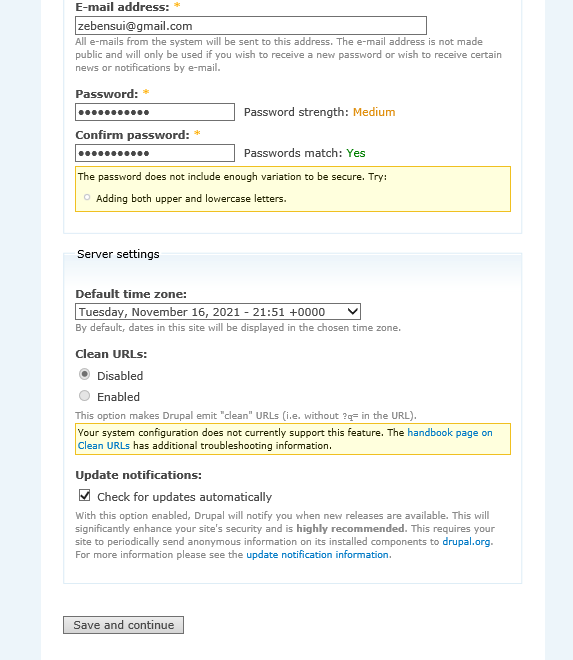 E-mail address: *
zebensui@gmail.com
All e-mails from the system will be sent to this address. The e-mail address is not made
public and will only be used if you wish to receive a new password or wish to receive certain
news or notifications by e-mail.
Password: *
●●●●●●●●●●● Password strength: Medium
Confirm password: *
●●●●●●●●●●● Passwords match: Yes
The password does not include enough variation to be secure. Try:
Adding both upper and lowercase letters.
Server settings
Default time zone:
Tuesday, November 16, 2021 - 21:51 +0000
By default, dates in this site will be displayed in the chosen time zone.
Clean URLs:
Disabled
Enabled
This option makes Drupal emit "clean" URLs (i.e. without ?q= in the URL).
Your system configuration does not currently support this feature. The handbook page on
Clean URLs has additional troubleshooting information.
Update notifications:
Check for updates automatically
With this option enabled, Drupal will notify you when new releases are available. This will
significantly enhance your site's security and is highly recommended. This requires your
site to periodically send anonymous information on its installed components to drupal.org.
For more information please see the update notification information.
Save and continue